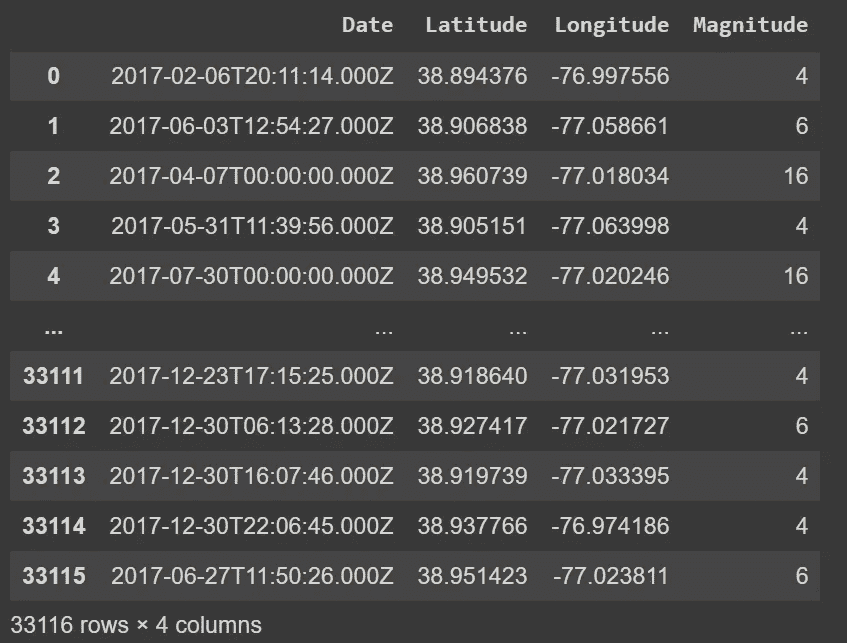 Date Latitude Longitude Magnitude
0 2017-02-06T20:11:14.000Z 38.894376 -76.997556 4
1 2017-06-03T12:54:27.000Z 38.906838 -77.058661 6
2 2017-04-07T00:00:00.000Z 38.960739 -77.018034 16
3 2017-05-31T11:39:56.000Z 38.905151 -77.063998 4
4 2017-07-30T00:00:00.000Z 38.949532 -77.020246 16
... ... ... ... ...
33111 2017-12-23T17:15:25.000Z 38.918640 -77.031953 4
33112 2017-12-30T06:13:28.000Z 38.927417 -77.021727 6
33113 2017-12-30T16:07:46.000Z 38.919739 -77.033395 4
33114 2017-12-30T22:06:45.000Z 38.937766 -76.974186 4
33115 2017-06-27T11:50:26.000Z 38.951423 -77.023811 6
33116 rows × 4 columns